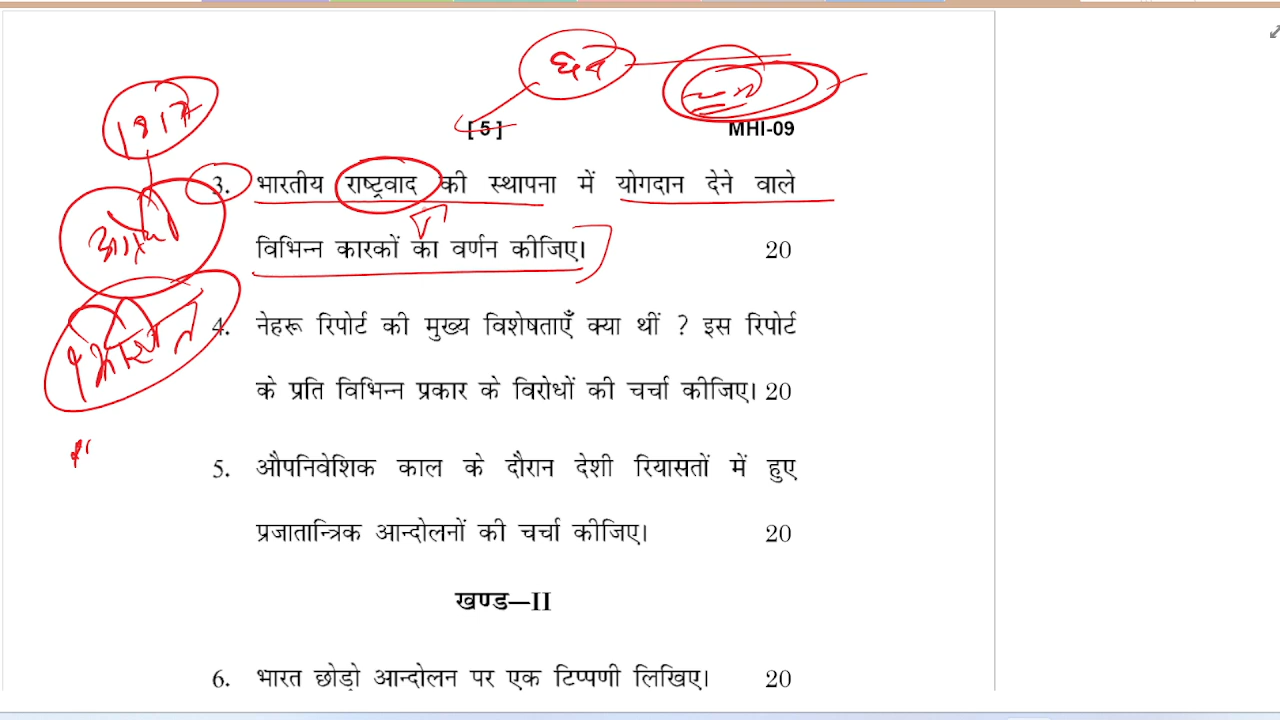 धर्म
[ 5 ]
MHI-09
3. भारतीय राष्ट्रवाद की स्थापना में योगदान देने वाले
विभिन्न कारकों का वर्णन कीजिए। 20
4. नेहरू रिपोर्ट की मुख्य विशेषताएँ क्या थीं ? इस रिपोर्ट
के प्रति विभिन्न प्रकार के विरोधों की चर्चा कीजिए। 20
5. औपनिवेशिक काल के दौरान देशी रियासतों में हुए
प्रजातान्त्रिक आन्दोलनों की चर्चा कीजिए। 20
खण्ड—II
6. भारत छोड़ो आन्दोलन पर एक टिप्पणी लिखिए। 20